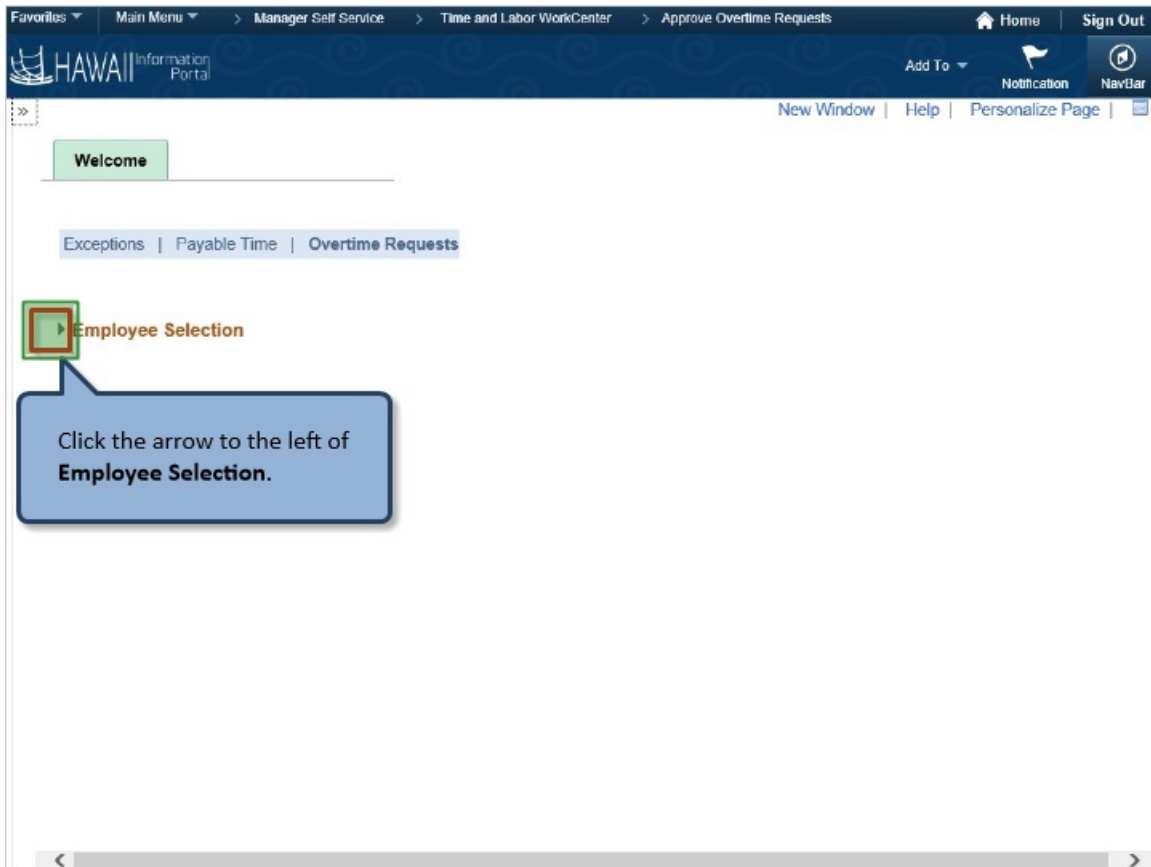 Favorites Main Menu > Manager Self Service > Time and Labor WorkCenter > Approve Overtime Requests Home Sign Out
HAWAII Information Portal Add To Notification NavBar
» New Window | Help | Personalize Page |
Welcome
Exceptions | Payable Time | Overtime Requests
Employee Selection
Click the arrow to the left of
Employee Selection.